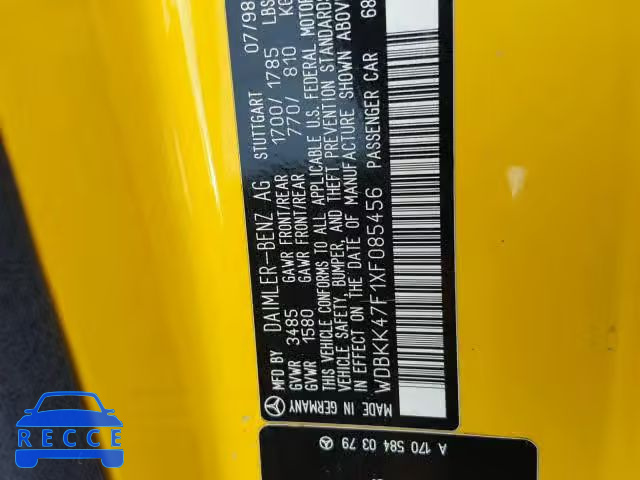 MFD BY DAIMLER-BENZ AG STUTTGART 07/98
GVWR 3485 GAWR FRONT/REAR 1700/ 1785 LBS
GVWR 1580 GAWR FRONT/REAR 770/ 810 KG
THIS VEHICLE CONFORMS TO ALL APPLICABLE U.S. FEDERAL MOTOR
VEHICLE SAFETY, BUMPER, AND THEFT PREVENTION STANDARDS
IN EFFECT ON THE DATE OF MANUFACTURE SHOWN ABOVE
WDBKK47F1XF085456 PASSENGER CAR 68
MADE IN GERMANY
A 170 584 03 79
RECCE